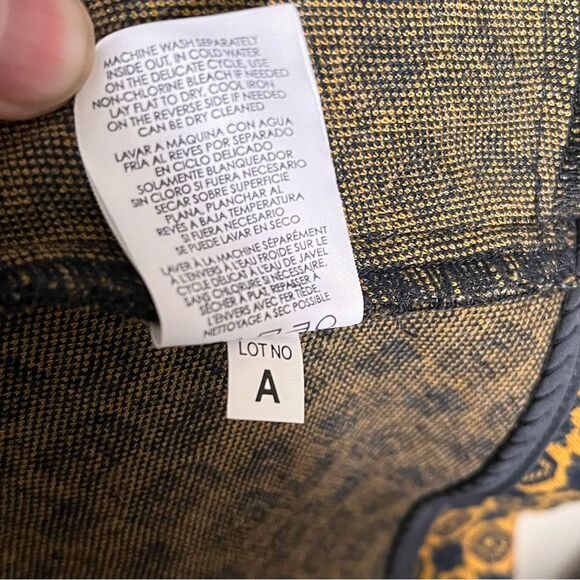 MACHINE WASH SEPARATELY
INSIDE OUT, IN COLD WATER
ON THE DELICATE CYCLE, USE
NON-CHLORINE BLEACH IF NEEDED
LAY FLAT TO DRY, COOL IRON
ON THE REVERSE SIDE IF NEEDED
CAN BE DRY CLEANED
LAVAR A MÁQUINA CON AGUA
FRÍA AL REVÉS POR SEPARADO
EN CICLO DELICADO
SOLAMENTE BLANQUEADOR
SIN CLORO SI FUERA NECESARIO
SECAR SOBRE SUPERFICIE
PLANA PLANCHAR AL
REVÉS A BAJA TEMPERATURA
SI FUERA NECESARIO
SE PUEDE LAVAR EN SECO
LAVER À LA MACHINE SÉPARÉMENT
À L'ENVERS À L'EAU FROIDE SUR LE
CYCLE DÉLICAT À L'EAU DE JAVEL
SANS CHLORURE SI NÉCESSAIRE,
SÉCHER À PLAT, REPASSER À
L'ENVERS AU FER TIÈDE,
NETTOYAGE A SEC POSSIBLE
LOT NO
A